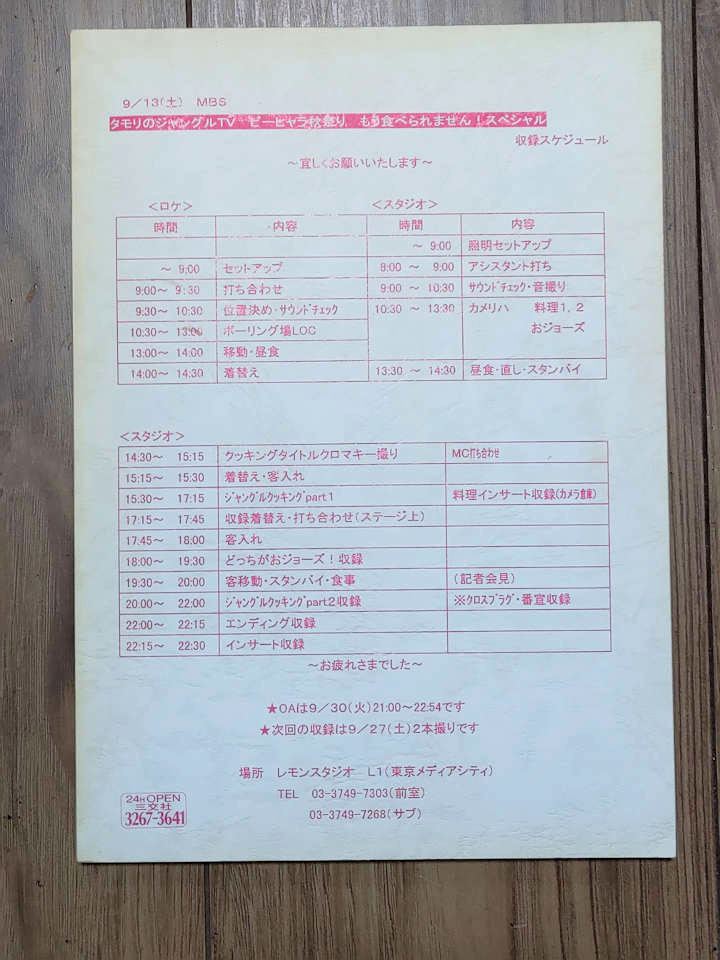 9／13(土)　MBS
タモリのジャングルTV　ピーヒャラ秋祭り，もう食べられません！スペシャル
収録スケジュール
～宜しくお願いいたします～
＜ロケ＞　＜スタジオ＞
時間　内容　時間　内容
～ 9:00　照明セットアップ
～ 9:00　セットアップ　8:00 ～ 9:00　アシスタント打ち
9:00～ 9:30　打ち合わせ　9:00 ～ 10:30　ｻｳﾝﾄﾞﾁｪｯｸ・音撮り
9:30～ 10:30　位置決め・ｻｳﾝﾄﾞﾁｪｯｸ　10:30 ～ 13:30　カメリハ　料理1，2
10:30～ 13:00　ボーリング場LOC　おジョーズ
13:00～ 14:00　移動・昼食
14:00～ 14:30　着替え　13:30 ～ 14:30　昼食・直し・スタンバイ
＜スタジオ＞
14:30～ 15:15　クッキングタイトルクロマキー撮り　MC打ち合わせ
15:15～ 15:30　着替え・客入れ
15:30～ 17:15　ｼﾞｬﾝｸﾞﾙｸｯｷﾝｸﾞpart1　料理インサート収録(ｶﾒﾗ倉庫)
17:15～ 17:45　収録着替え・打ち合わせ(ステージ上)
17:45～ 18:00　客入れ
18:00～ 19:30　どっちがおジョーズ！収録
19:30～ 20:00　客移動・スタンバイ・食事　(記者会見)
20:00～ 22:00　ｼﾞｬﾝｸﾞﾙｸｯｷﾝｸﾞpart2収録　※ｸﾛｽﾌﾟﾗｸﾞ・番宣収録
22:00～ 22:15　エンディング収録
22:15～ 22:30　インサート収録
～お疲れさまでした～
★OAは9／30(火)21:00～22:54です
★次回の収録は9／27(土)2本撮りです
場所　レモンスタジオ　L1(東京メディアシティ)
TEL　03-3749-7303(前室)
03-3749-7268(サブ)
24H OPEN
三交社
3267-3641